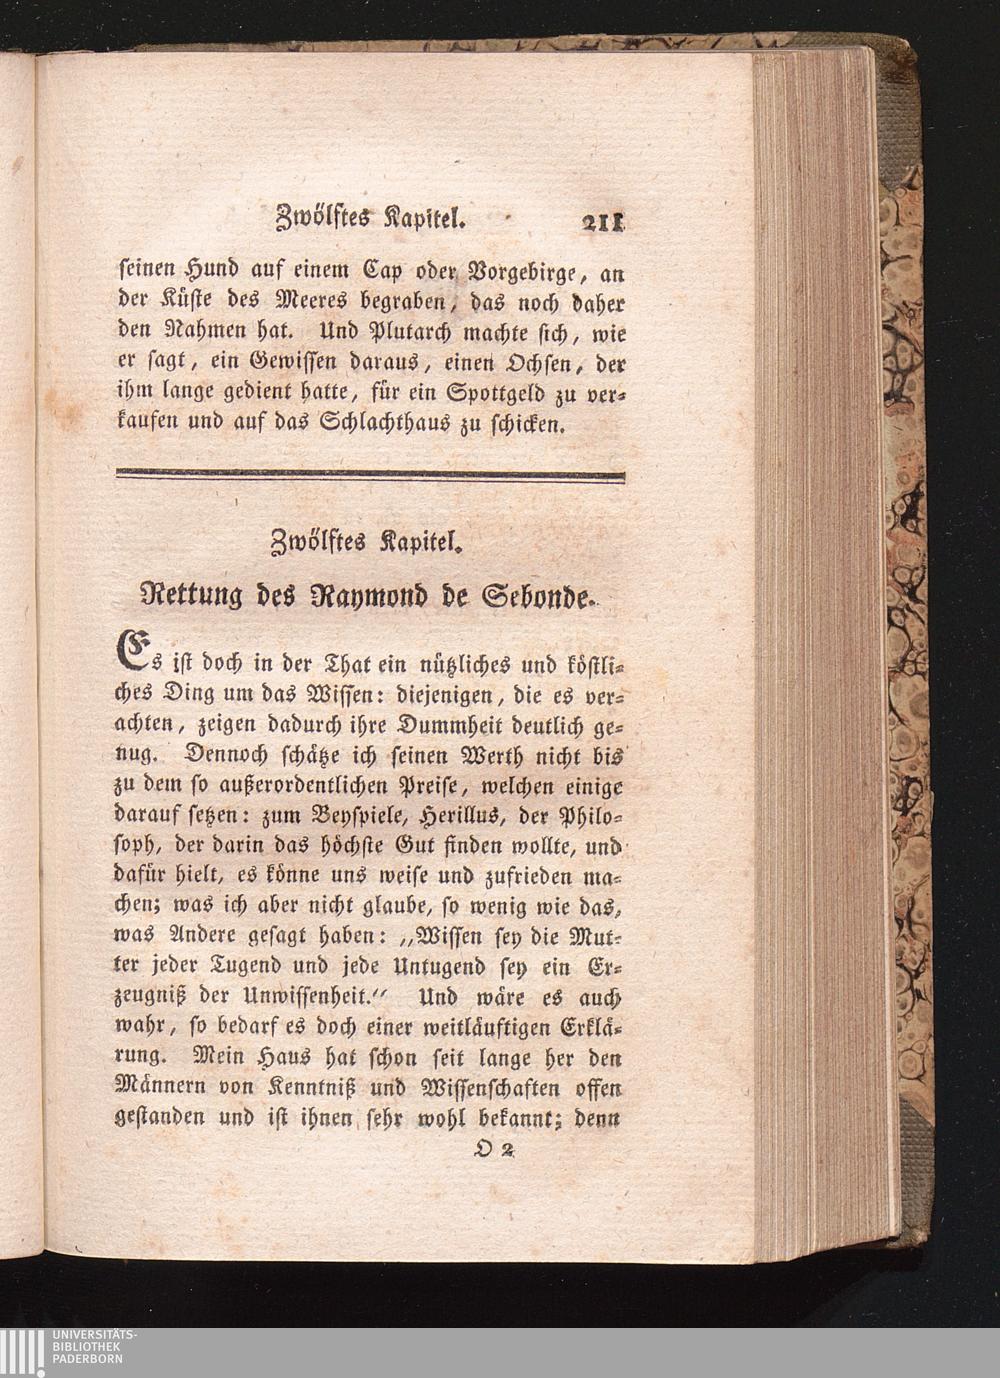 Zwölftes Kapitel. 211
seinen Hund auf einem Cap oder Vorgebirge, an
der Küste des Meeres begraben, das noch daher
den Nahmen hat. Und Plutarch machte sich, wie
er sagt, ein Gewissen daraus, einen Ochsen, der
ihm lange gedient hatte, für ein Spottgeld zu ver-
kaufen und auf das Schlachthaus zu schicken.
Zwölftes Kapitel.
Rettung des Raymond de Sebonde.
Es ist doch in der That ein nützliches und köstli-
ches Ding um das Wissen: diejenigen, die es ver-
achten, zeigen dadurch ihre Dummheit deutlich ge-
nug. Dennoch schätze ich seinen Werth nicht bis
zu dem so außerordentlichen Preise, welchen einige
darauf setzen: zum Beyspiele, Herillus, der Philo-
soph, der darin das höchste Gut finden wollte, und
dafür hielt, es könne uns weise und zufrieden ma-
chen; was ich aber nicht glaube, so wenig wie das,
was Andere gesagt haben: „Wissen sey die Mut-
ter jeder Tugend und jede Untugend sey ein Er-
zeugniß der Unwissenheit.“ Und wäre es auch
wahr, so bedarf es doch einer weitläuftigen Erklä-
rung. Mein Haus hat schon seit lange her den
Männern von Kenntniß und Wissenschaften offen
gestanden und ist ihnen sehr wohl bekannt; denn
O 2
UNIVERSITÄTS-
BIBLIOTHEK
PADERBORN